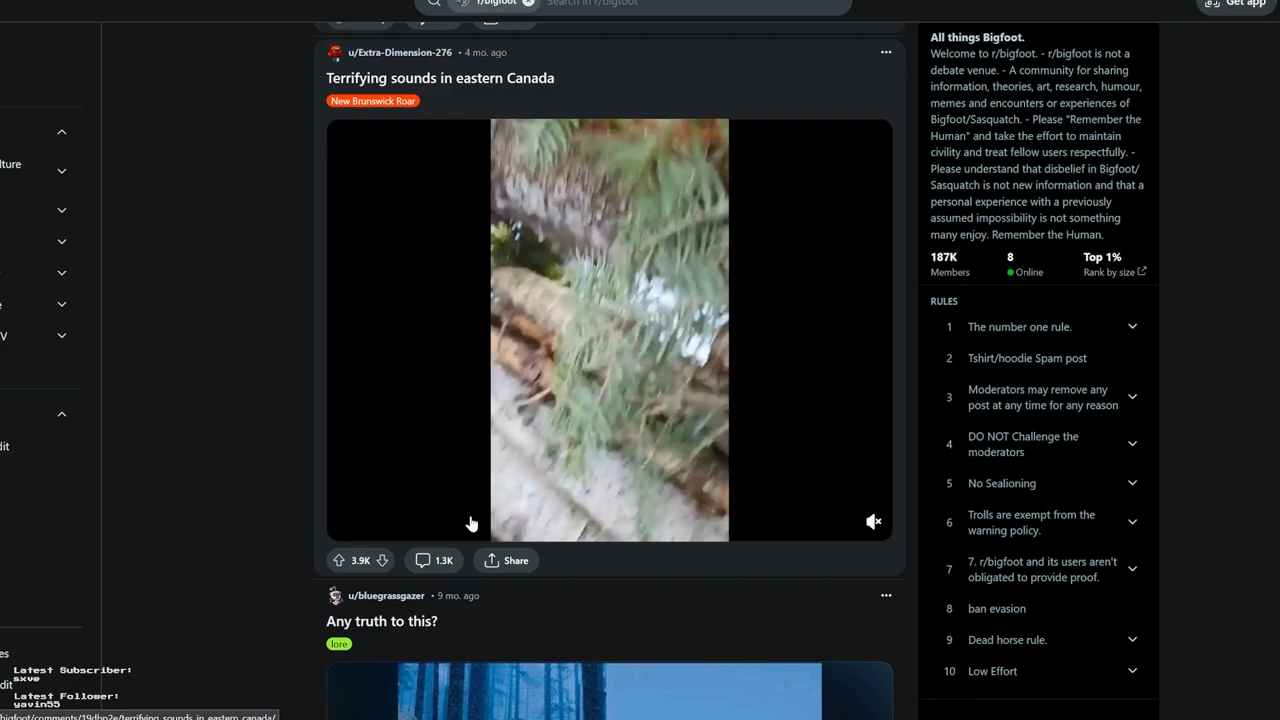 r/bigfoot
Search in r/bigfoot
Get app
u/Extra-Dimension-276 • 4 mo. ago
Terrifying sounds in eastern Canada
New Brunswick Roar
3.9K
1.3K
Share
u/bluegrassgazer • 9 mo. ago
Any truth to this?
lore
All things Bigfoot.
Welcome to r/bigfoot. - r/bigfoot is not a
debate venue. - A community for sharing
information, theories, art, research, humour,
memes and encounters or experiences of
Bigfoot/Sasquatch. - Please "Remember the
Human" and take the effort to maintain
civility and treat fellow users respectfully. -
Please understand that disbelief in Bigfoot/
Sasquatch is not new information and that a
personal experience with a previously
assumed impossibility is not something
many enjoy. Remember the Human.
187K
Members
8
Online
Top 1%
Rank by size
RULES
1 The number one rule.
2 Tshirt/hoodie Spam post
3 Moderators may remove any
post at any time for any reason
4 DO NOT Challenge the
moderators
5 No Sealioning
6 Trolls are exempt from the
warning policy.
7 7. r/bigfoot and its users aren't
obligated to provide proof.
8 ban evasion
9 Dead horse rule.
10 Low Effort
lture
e
V
dit
es
dit
Latest Subscriber:
sxve
Latest Follower:
yavin55